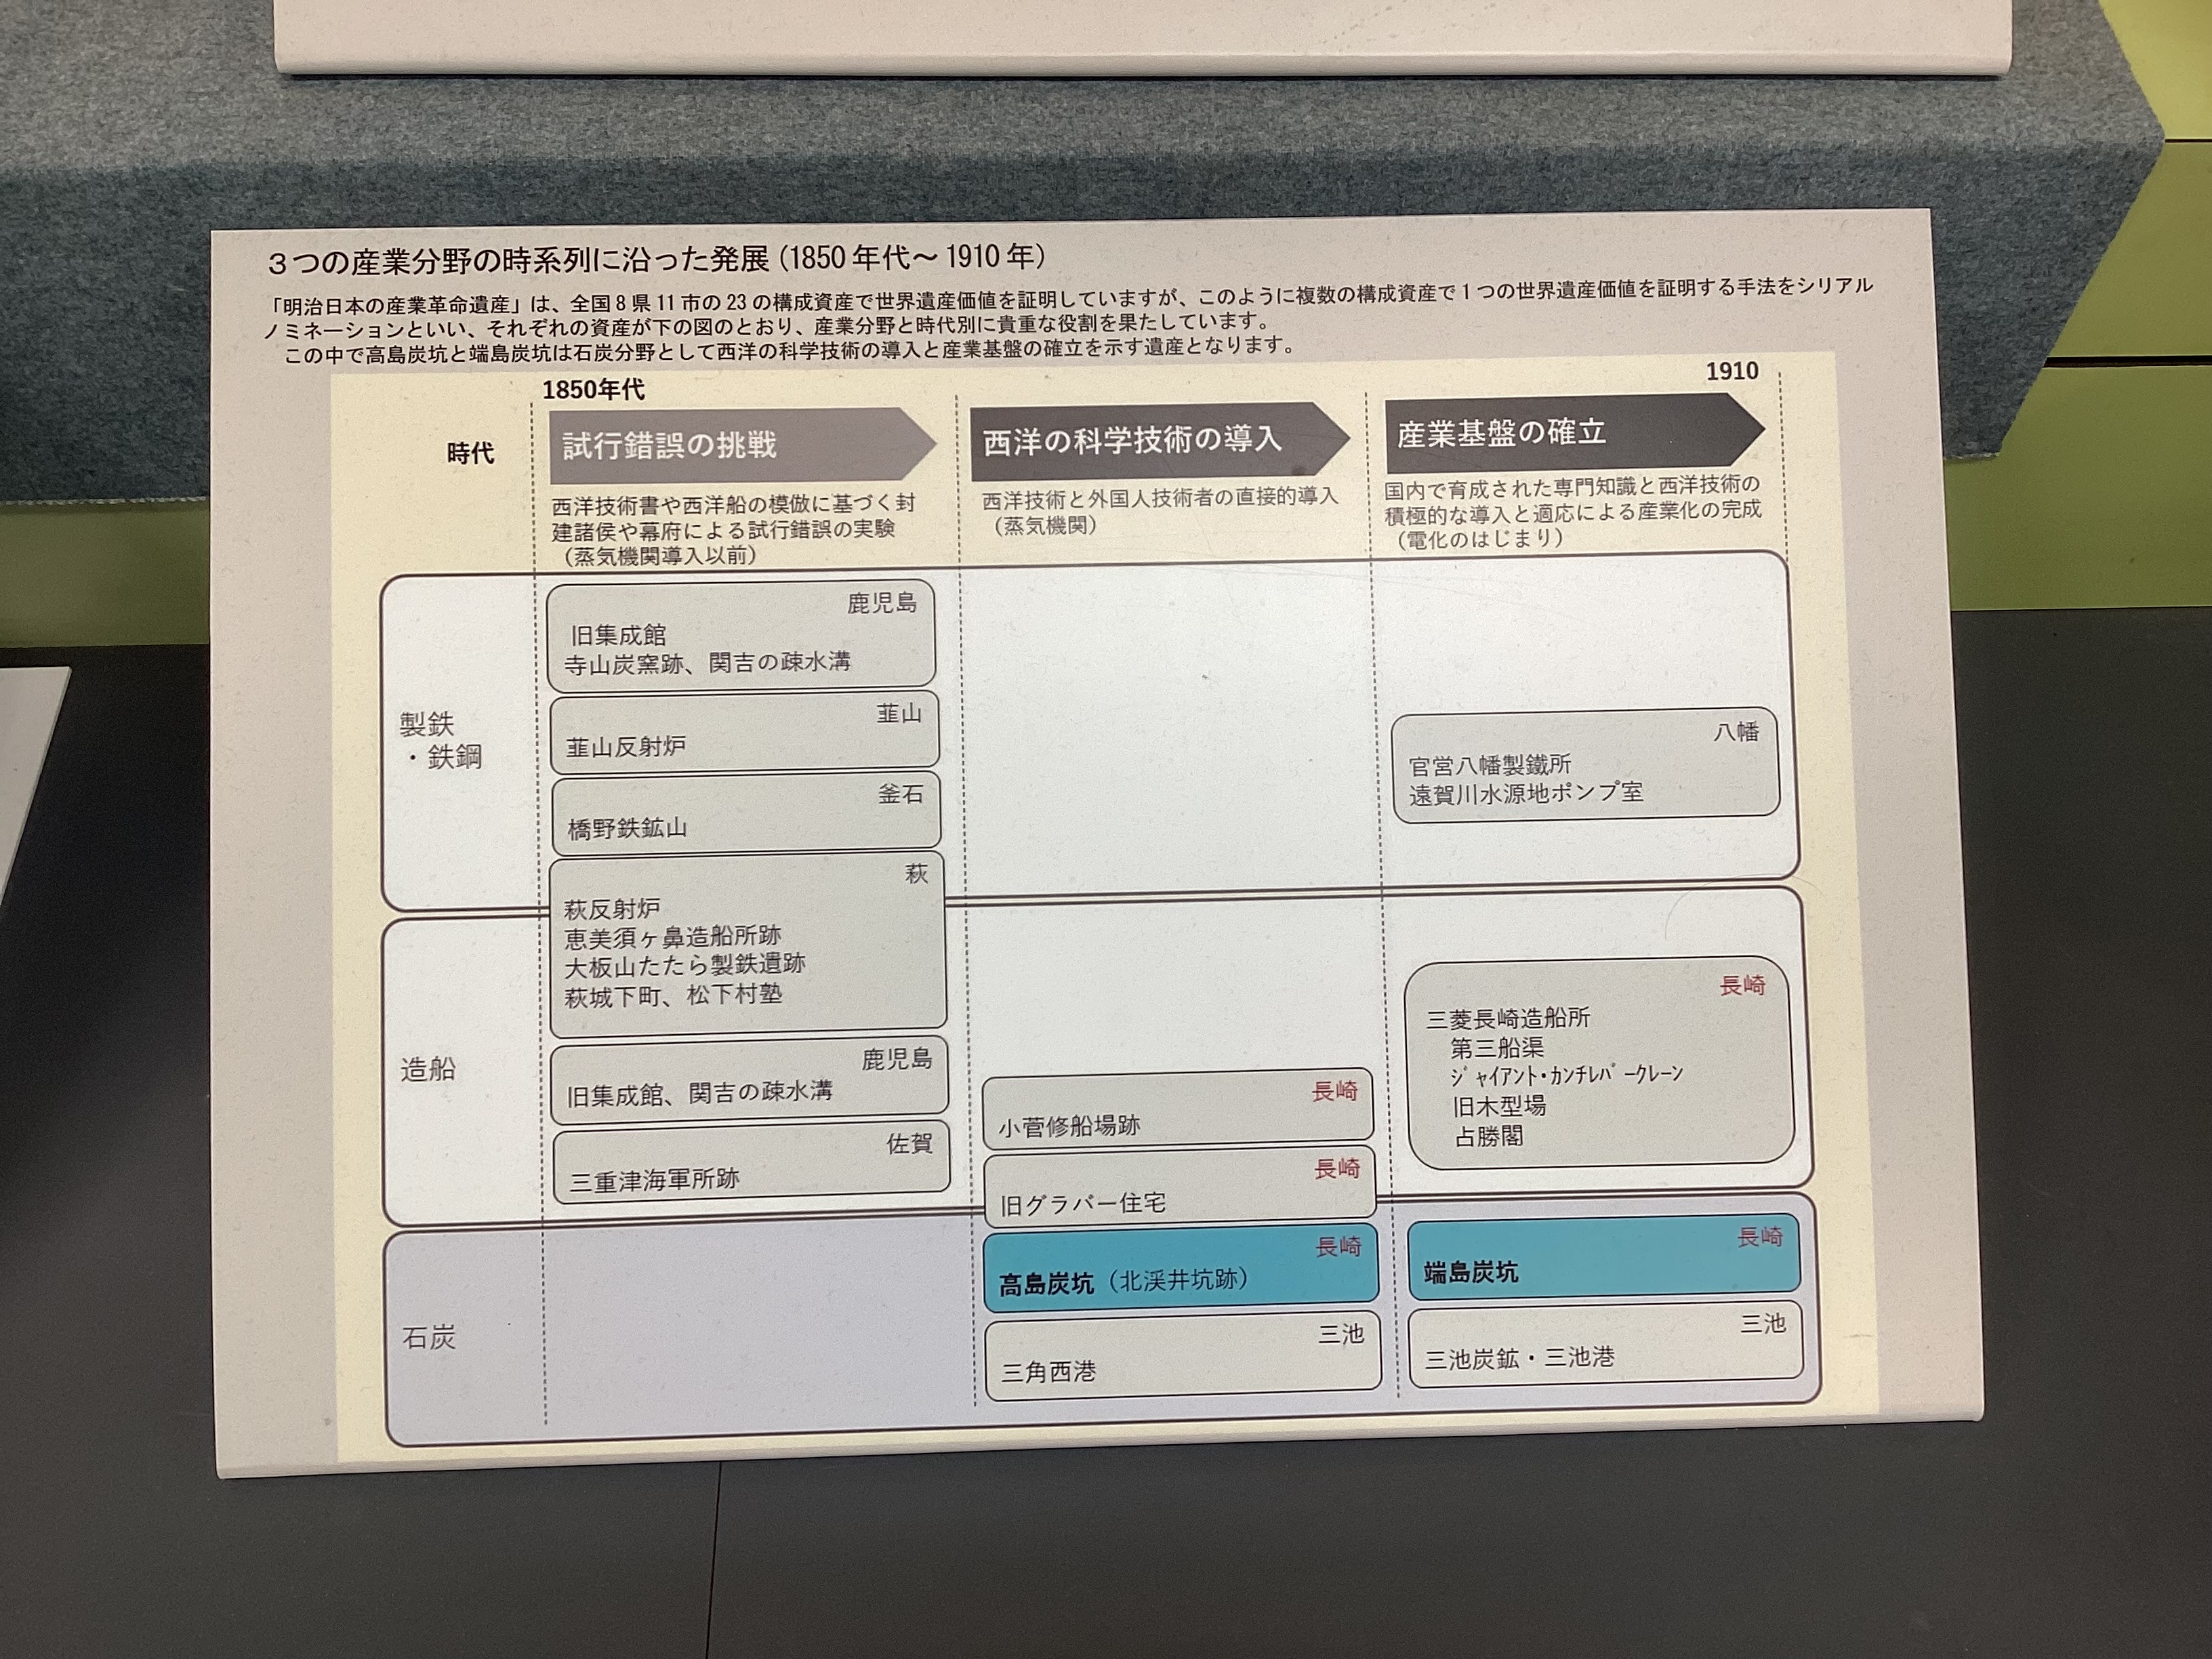 3つの産業分野の時系列に沿った発展(1850年代～1910年)
「明治日本の産業革命遺産」は、全国8県11市の23の構成資産で世界遺産価値を証明していますが、このように複数の構成資産で1つの世界遺産価値を証明する手法をシリアル
ノミネーションといい、それぞれの資産が下の図のとおり、産業分野と時代別に貴重な役割を果たしています。
この中で高島炭坑と端島炭坑は石炭分野として西洋の科学技術の導入と産業基盤の確立を示す遺産となります。
1850年代
1910
時代
試行錯誤の挑戦
西洋の科学技術の導入
産業基盤の確立
西洋技術書や西洋船の模倣に基づく封
建諸侯や幕府による試行錯誤の実験
（蒸気機関導入以前）
西洋技術と外国人技術者の直接的導入
（蒸気機関）
国内で育成された専門知識と西洋技術の
積極的な導入と適応による産業化の完成
（電化のはじまり）
製鉄
・鉄鋼
鹿児島
旧集成館
寺山炭窯跡、関吉の疎水溝
韮山
韮山反射炉
釜石
橋野鉄鉱山
萩
萩反射炉
恵美須ヶ鼻造船所跡
大板山たたら製鉄遺跡
萩城下町、松下村塾
八幡
官営八幡製鐵所
遠賀川水源地ポンプ室
造船
鹿児島
旧集成館、関吉の疎水溝
佐賀
三重津海軍所跡
長崎
小菅修船場跡
長崎
旧グラバー住宅
長崎
三菱長崎造船所
第三船渠
ｼﾞｬｲｱﾝﾄ・ｶﾝﾁﾚﾊﾞｰｸﾚｰﾝ
旧木型場
占勝閣
石炭
長崎
高島炭坑（北渓井坑跡）
三池
三角西港
長崎
端島炭坑
三池
三池炭鉱・三池港